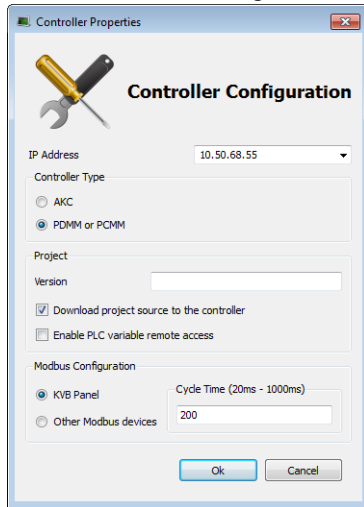 Controller Properties
Controller Configuration
IP Address 10.50.68.55
Controller Type
AKC
PDMM or PCMM
Project
Version
Download project source to the controller
Enable PLC variable remote access
Modbus Configuration
KVB Panel
Other Modbus devices
Cycle Time (20ms - 1000ms)
200
Ok Cancel